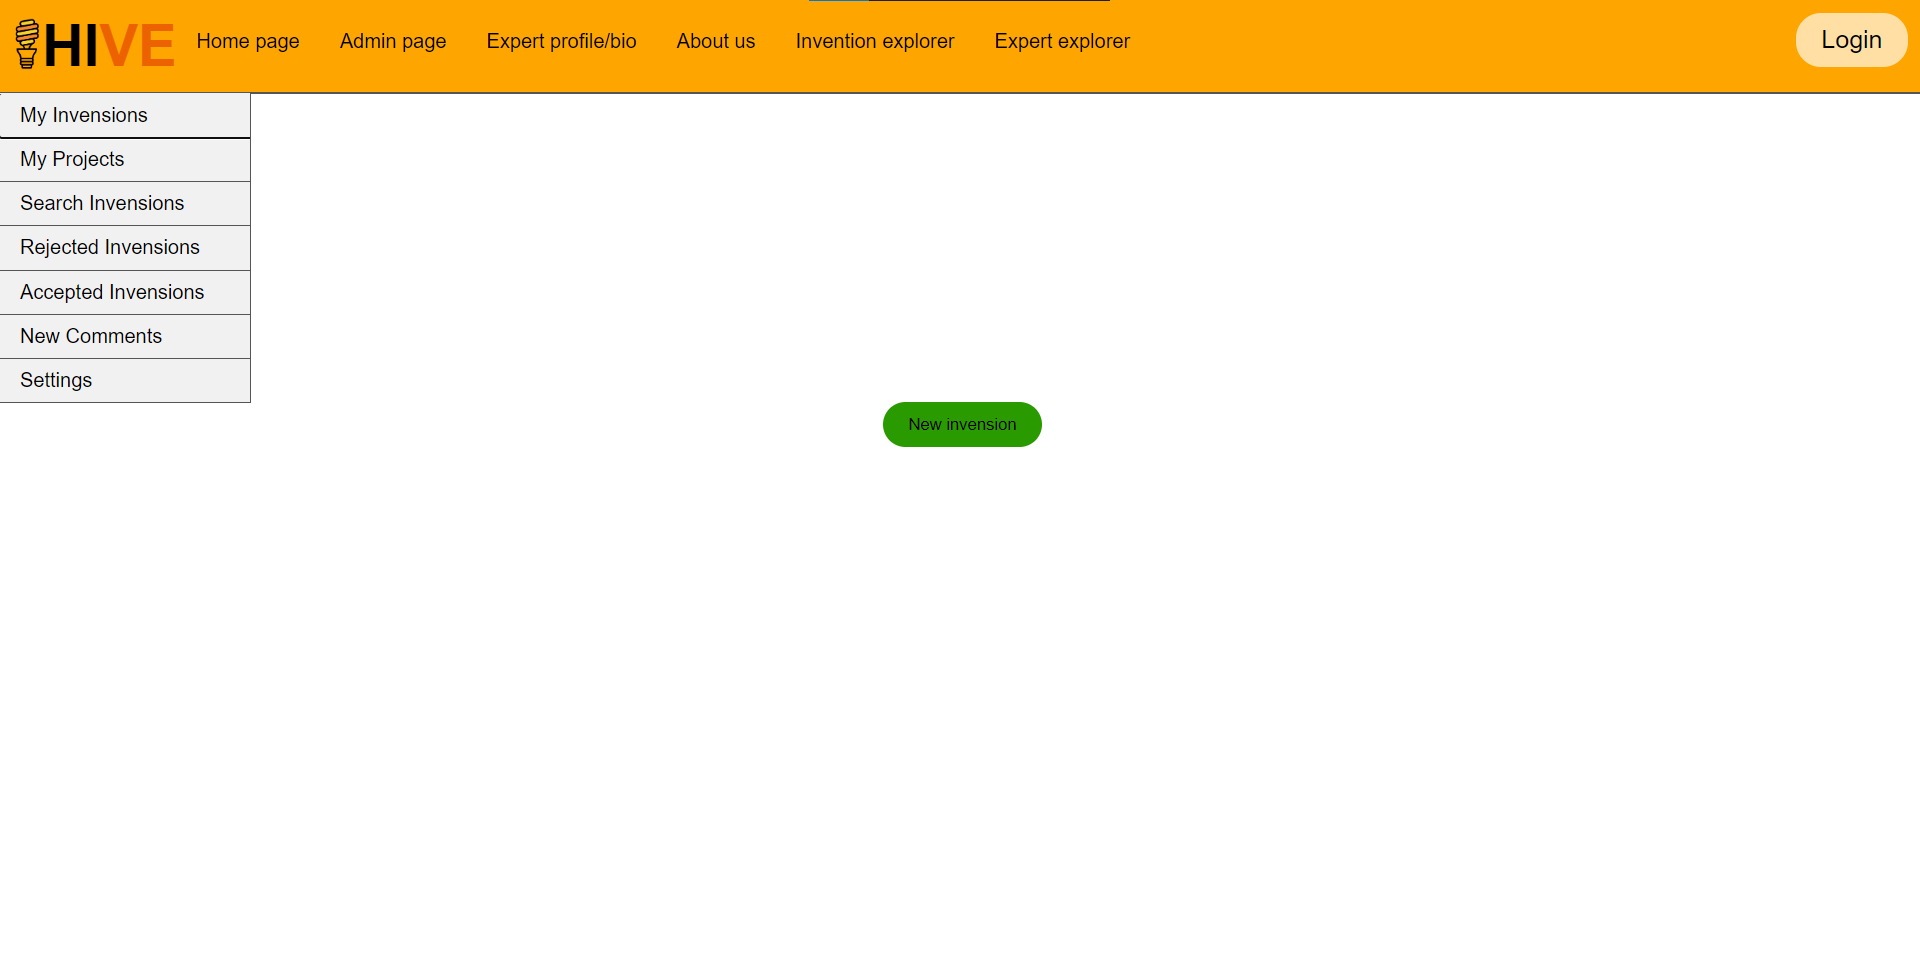 HIVE Home page Admin page Expert profile/bio About us Invention explorer Expert explorer Login
My Invensions
My Projects
Search Invensions
Rejected Invensions
Accepted Invensions
New Comments
Settings
New invension